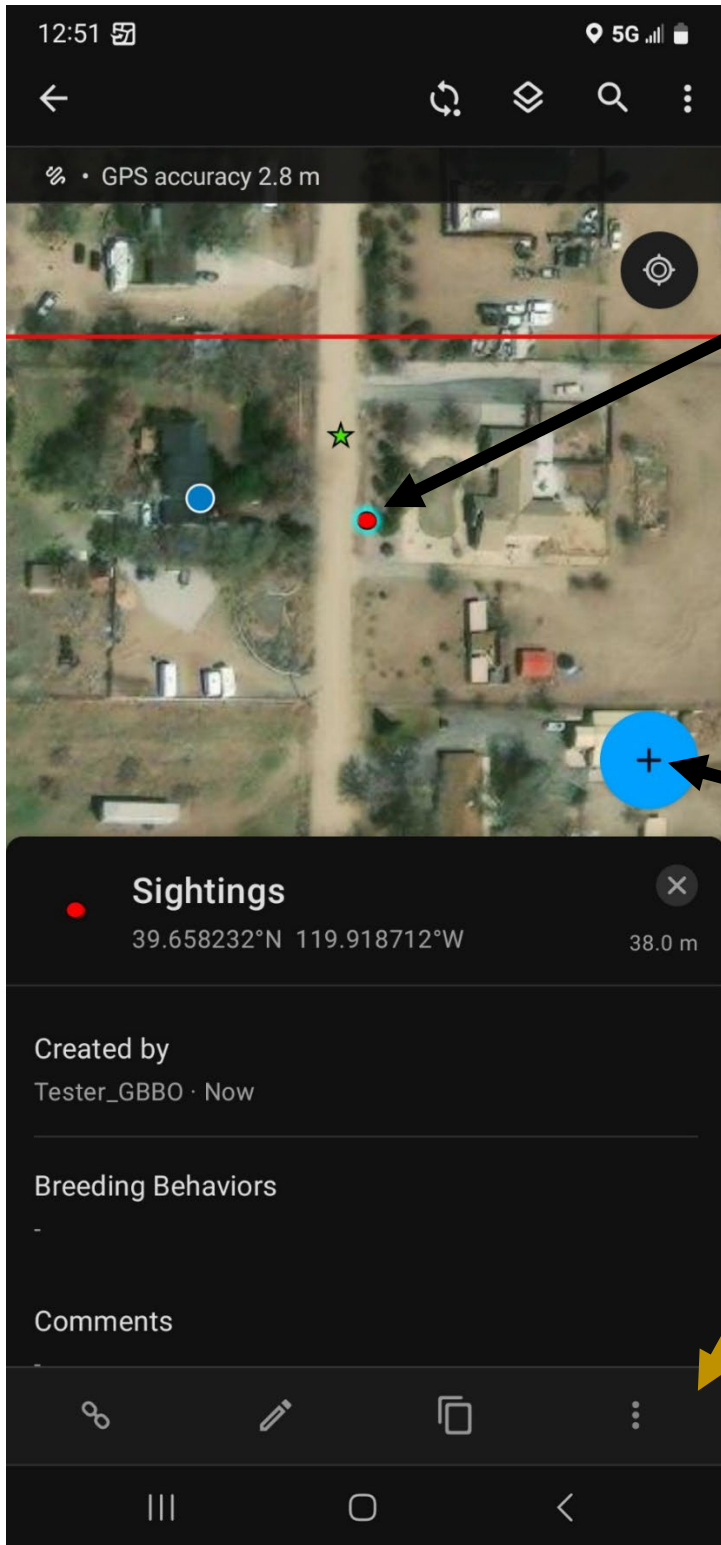 12:51
5G
GPS accuracy 2.8 m
Sightings
39.658232°N 119.918712°W
38.0 m
Created by
Tester_GBBO · Now
Breeding Behaviors
-
Comments
-